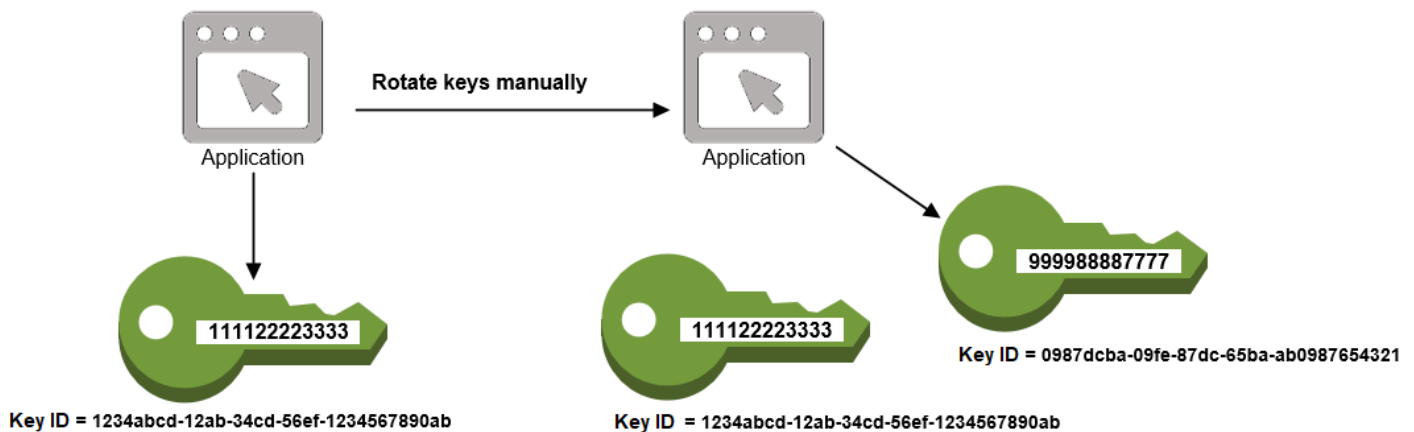 Rotate keys manually
Application
Application
999988887777
111122223333
111122223333
Key ID = 0987dcba-09fe-87dc-65ba-ab0987654321
Key ID = 1234abcd-12ab-34cd-56ef-1234567890ab
Key ID = 1234abcd-12ab-34cd-56ef-1234567890ab